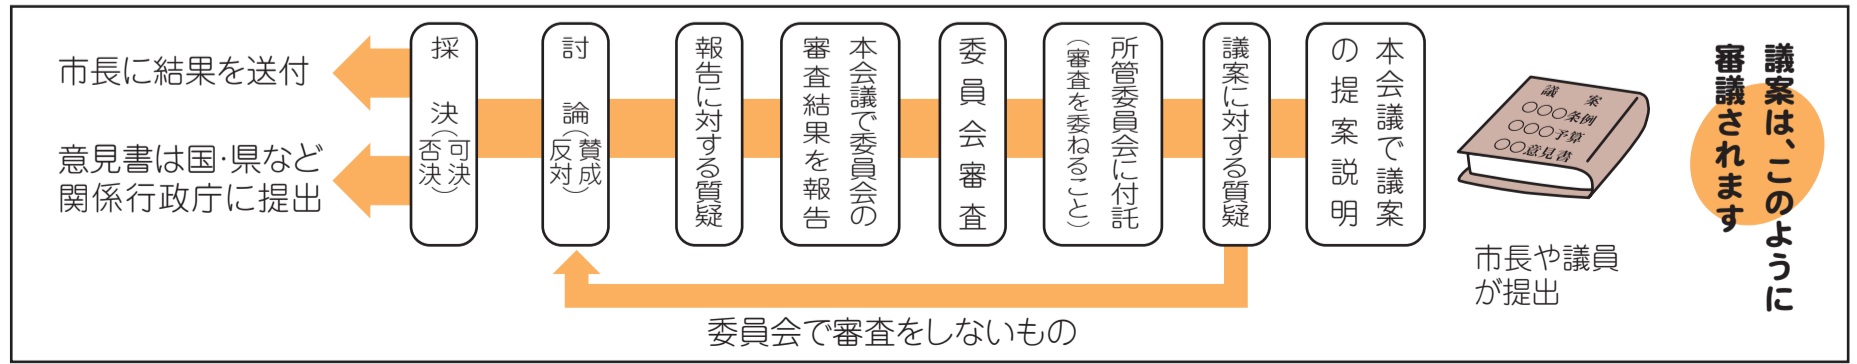 議案は、このように
審議されます
議案
○○○条例
○○○予算
○○意見書
市長や議員
が提出
本会議で議案
の提案説明
議案に対する質疑
所管委員会に付託
（審査を委ねること）
委員会審査
本会議で委員会の
審査結果を報告
報告に対する質疑
討論（賛成
反対）
採決（可決
否決）
市長に結果を送付
意見書は国・県など
関係行政庁に提出
委員会で審査をしないもの